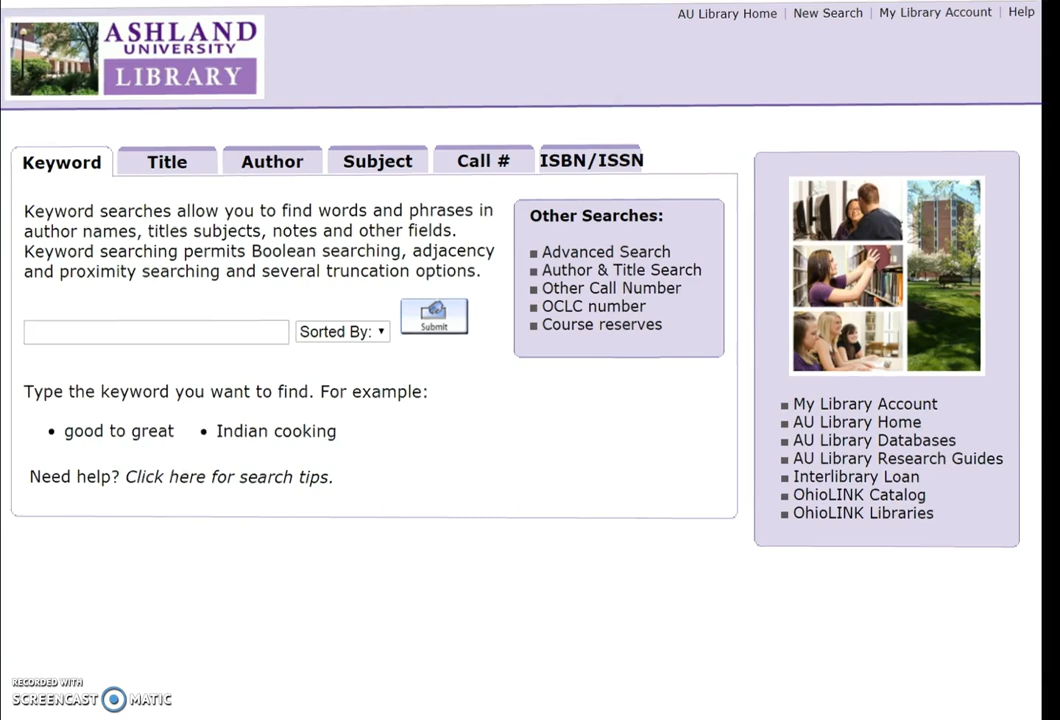 AU Library Home | New Search | My Library Account | Help
ASHLAND
UNIVERSITY
LIBRARY
Keyword Title Author Subject Call # ISBN/ISSN
Keyword searches allow you to find words and phrases in
author names, titles subjects, notes and other fields.
Keyword searching permits Boolean searching, adjacency
and proximity searching and several truncation options.
Sorted By:
Submit
Type the keyword you want to find. For example:
• good to great • Indian cooking
Need help? Click here for search tips.
Other Searches:
Advanced Search
Author & Title Search
Other Call Number
OCLC number
Course reserves
My Library Account
AU Library Home
AU Library Databases
AU Library Research Guides
Interlibrary Loan
OhioLINK Catalog
OhioLINK Libraries
RECORDED WITH
SCREENCAST MATIC